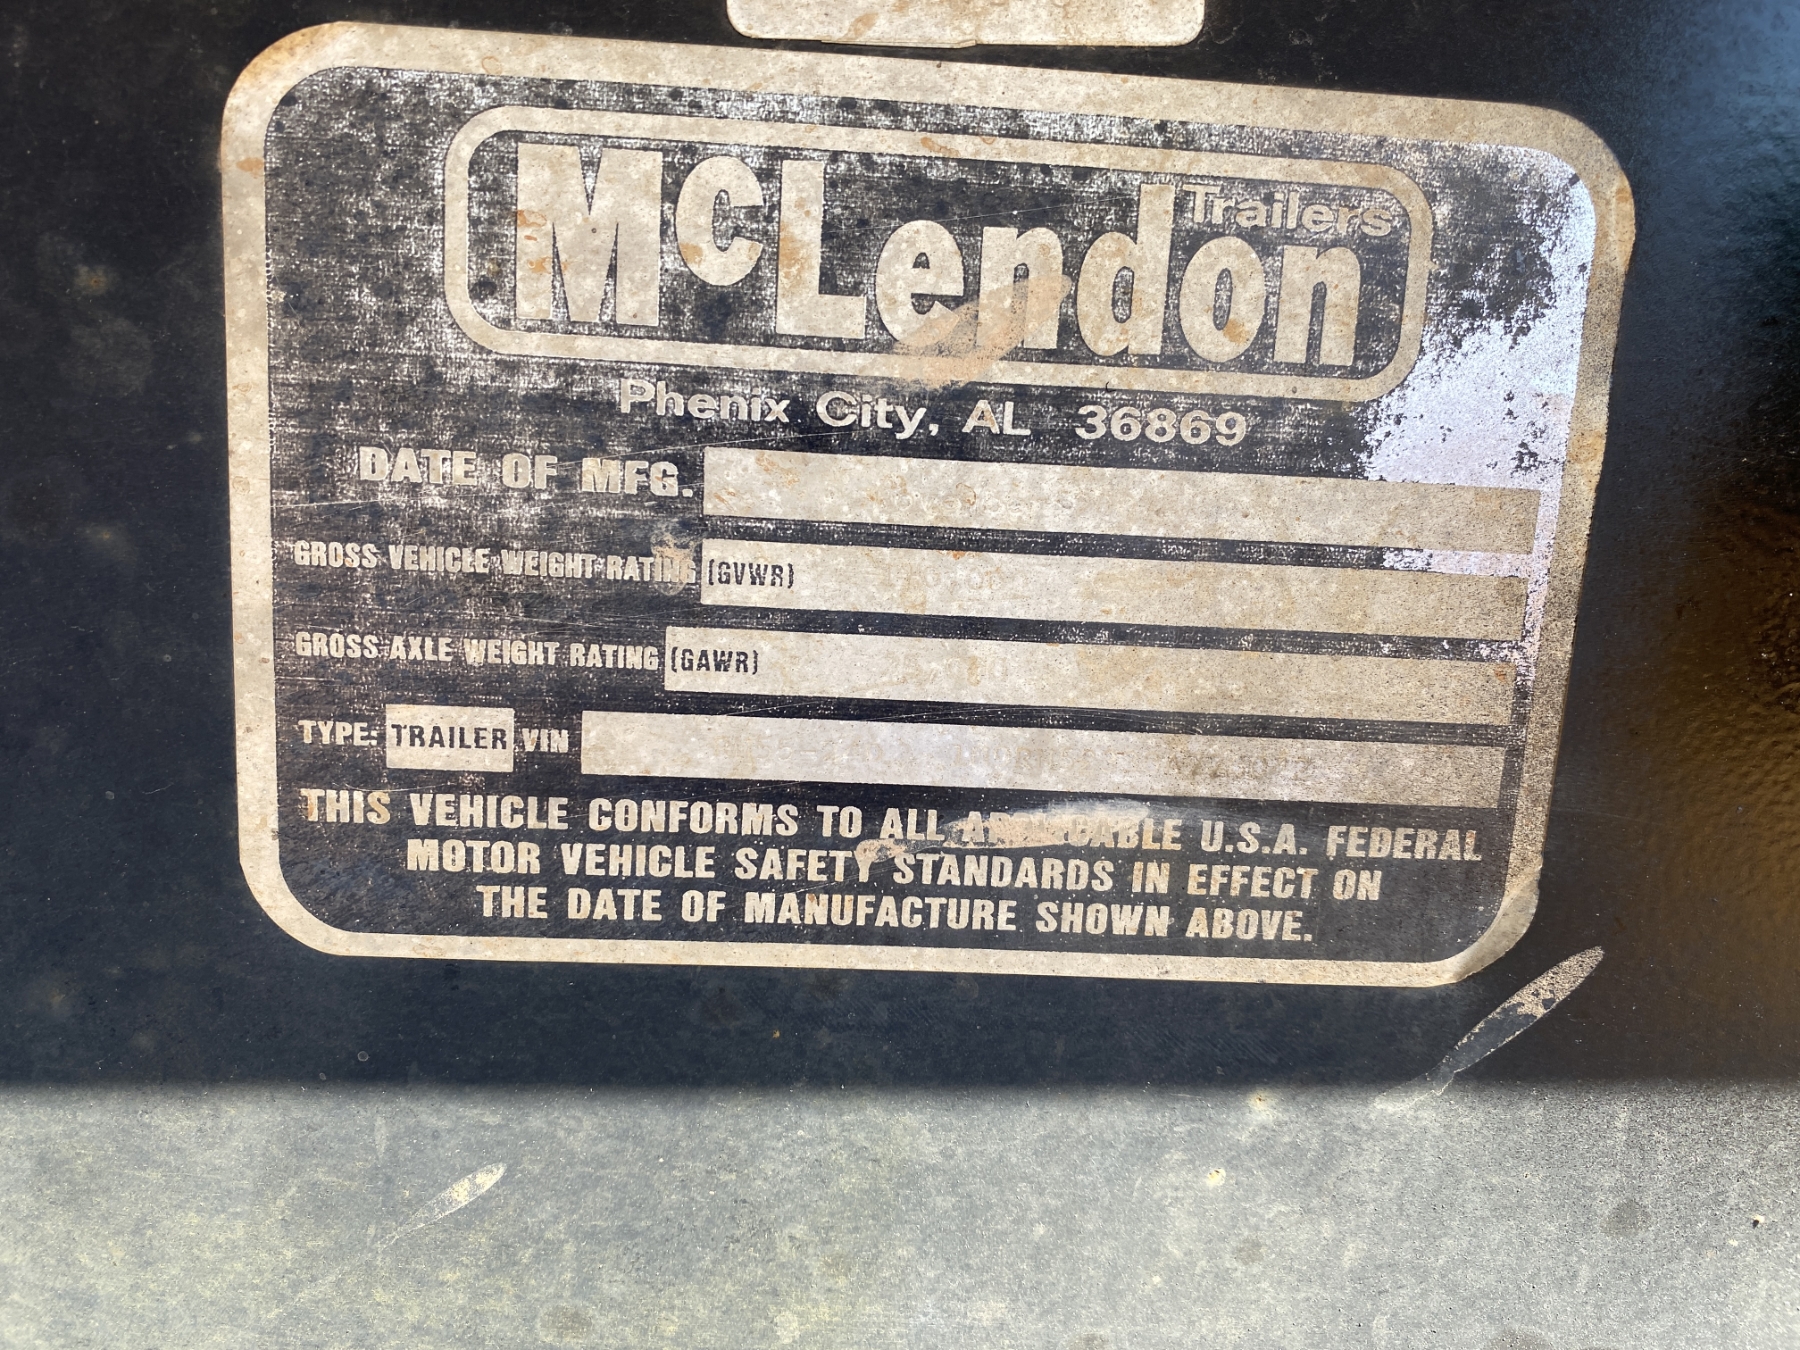 McLendon Trailers
Phenix City, AL 36869
DATE OF MFG.
GROSS VEHICLE WEIGHT RATING (GVWR)
GROSS AXLE WEIGHT RATING (GAWR)
TYPE: TRAILER VIN
THIS VEHICLE CONFORMS TO ALL APPLICABLE U.S.A. FEDERAL
MOTOR VEHICLE SAFETY STANDARDS IN EFFECT ON
THE DATE OF MANUFACTURE SHOWN ABOVE.